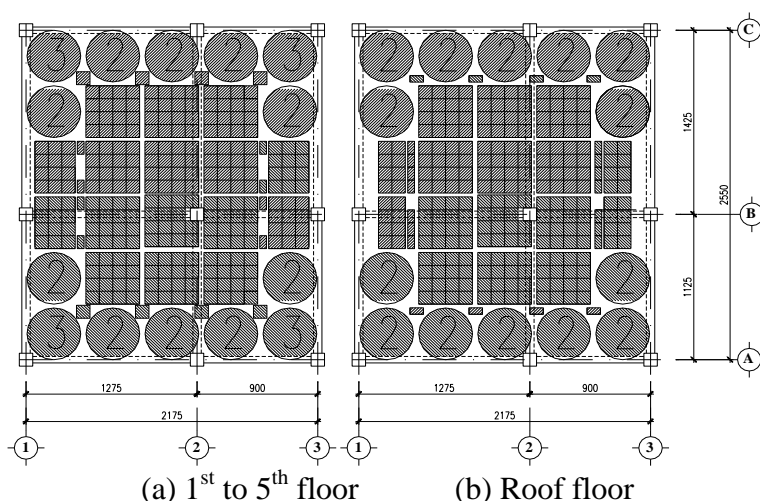 3 2 2 2 3 2 2 2 2 2 C
2 2 2 2
1425
2550
B
1125
2 2 2 2
3 2 2 2 3 2 2 2 2 2 A
1275 900 1275 900
2175 2175
1 2 3 1 2 3
(a) 1st to 5th floor (b) Roof floor